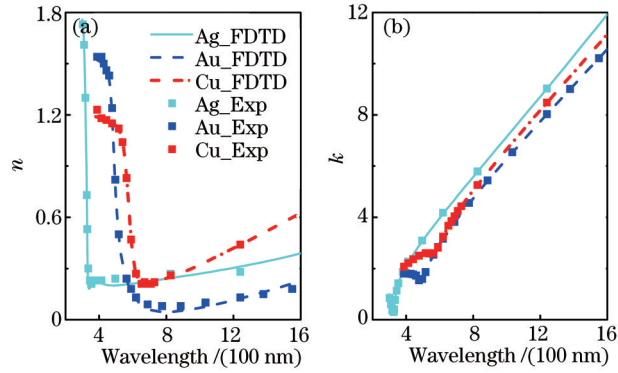 (a)
Ag_FDTD
Au_FDTD
Cu_FDTD
Ag_Exp
Au_Exp
Cu_Exp
n
1.8
1.2
0.6
0
4 8 12 16
Wavelength /(100 nm)
(b)
k
12
8
4
0
4 8 12 16
Wavelength /(100 nm)